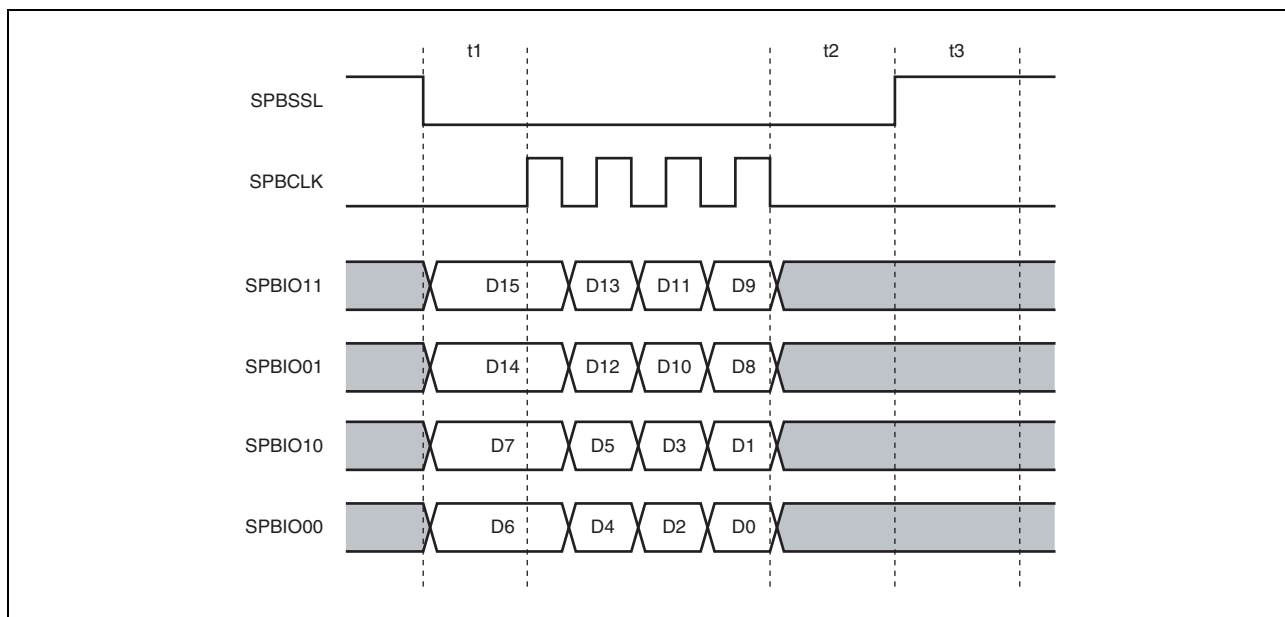 t1 t2 t3
SPBSSL
SPBCLK
SPBIO11 D15 D13 D11 D9
SPBIO01 D14 D12 D10 D8
SPBIO10 D7 D5 D3 D1
SPBIO00 D6 D4 D2 D0